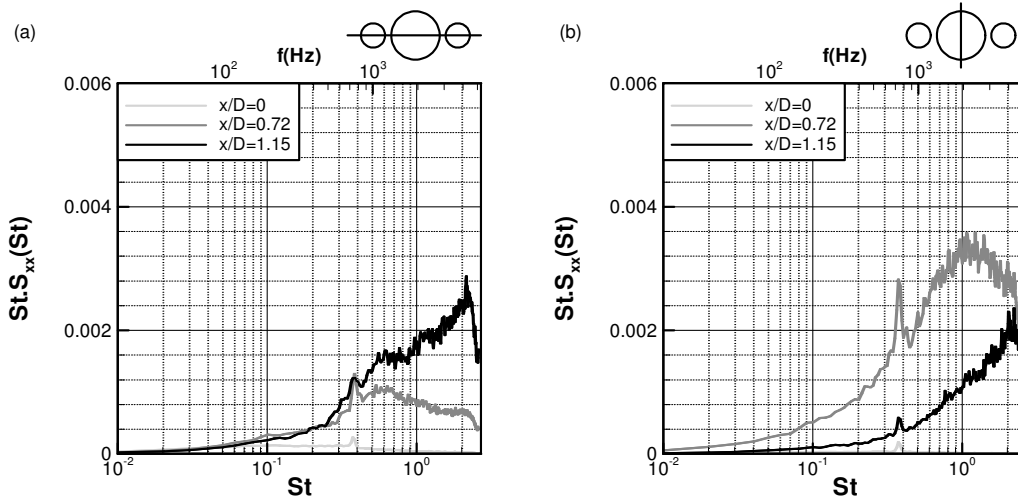 (a)
f(Hz)
10²
10³
0.006
0.004
0.002
0
St.Sₓₓ(St)
x/D=0
x/D=0.72
x/D=1.15
10⁻²
10⁻¹
10⁰
St
(b)
f(Hz)
10²
10³
0.006
0.004
0.002
0
St.Sₓₓ(St)
x/D=0
x/D=0.72
x/D=1.15
10⁻²
10⁻¹
10⁰
St